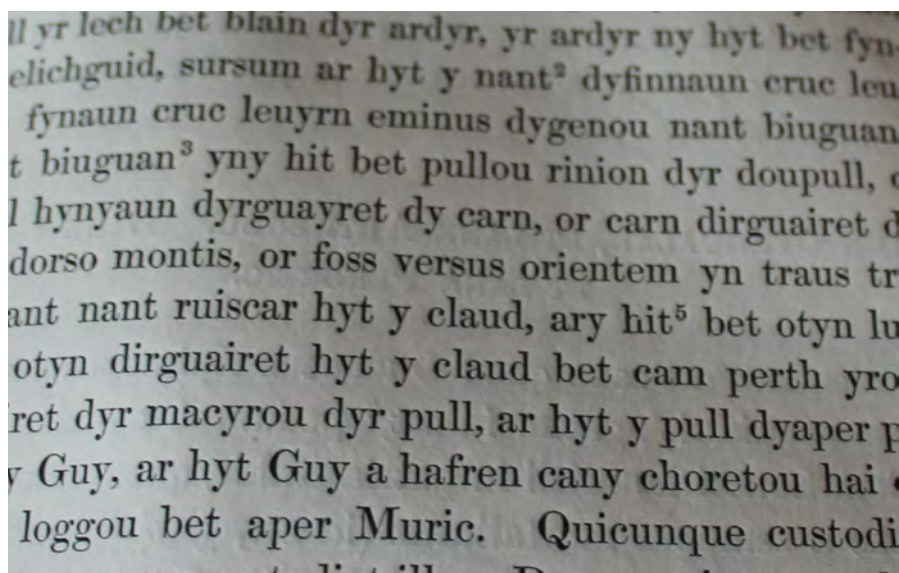 ll yr lech bet blain dyr ardyr, yr ardyr ny hyt bet fyn-
elichguid, sursum ar hyt y nant² dyfinnaun cruc leu
fynaun cruc leuyrn eminus dygenou nant biuguan
t biuguan³ yny hit bet pullou rinion dyr doupull,
l hynyaun dyrguayret dy carn, or carn dirguairet d
dorso montis, or foss versus orientem yn traus tr
ant nant ruiscar hyt y claud, ary hit⁵ bet otyn lu
otyn dirguairet hyt y claud bet cam perth yro
ret dyr macyrou dyr pull, ar hyt y pull dyaper p
y Guy, ar hyt Guy a hafren cany choretou hai
loggou bet aper Muric. Quicunque custodi